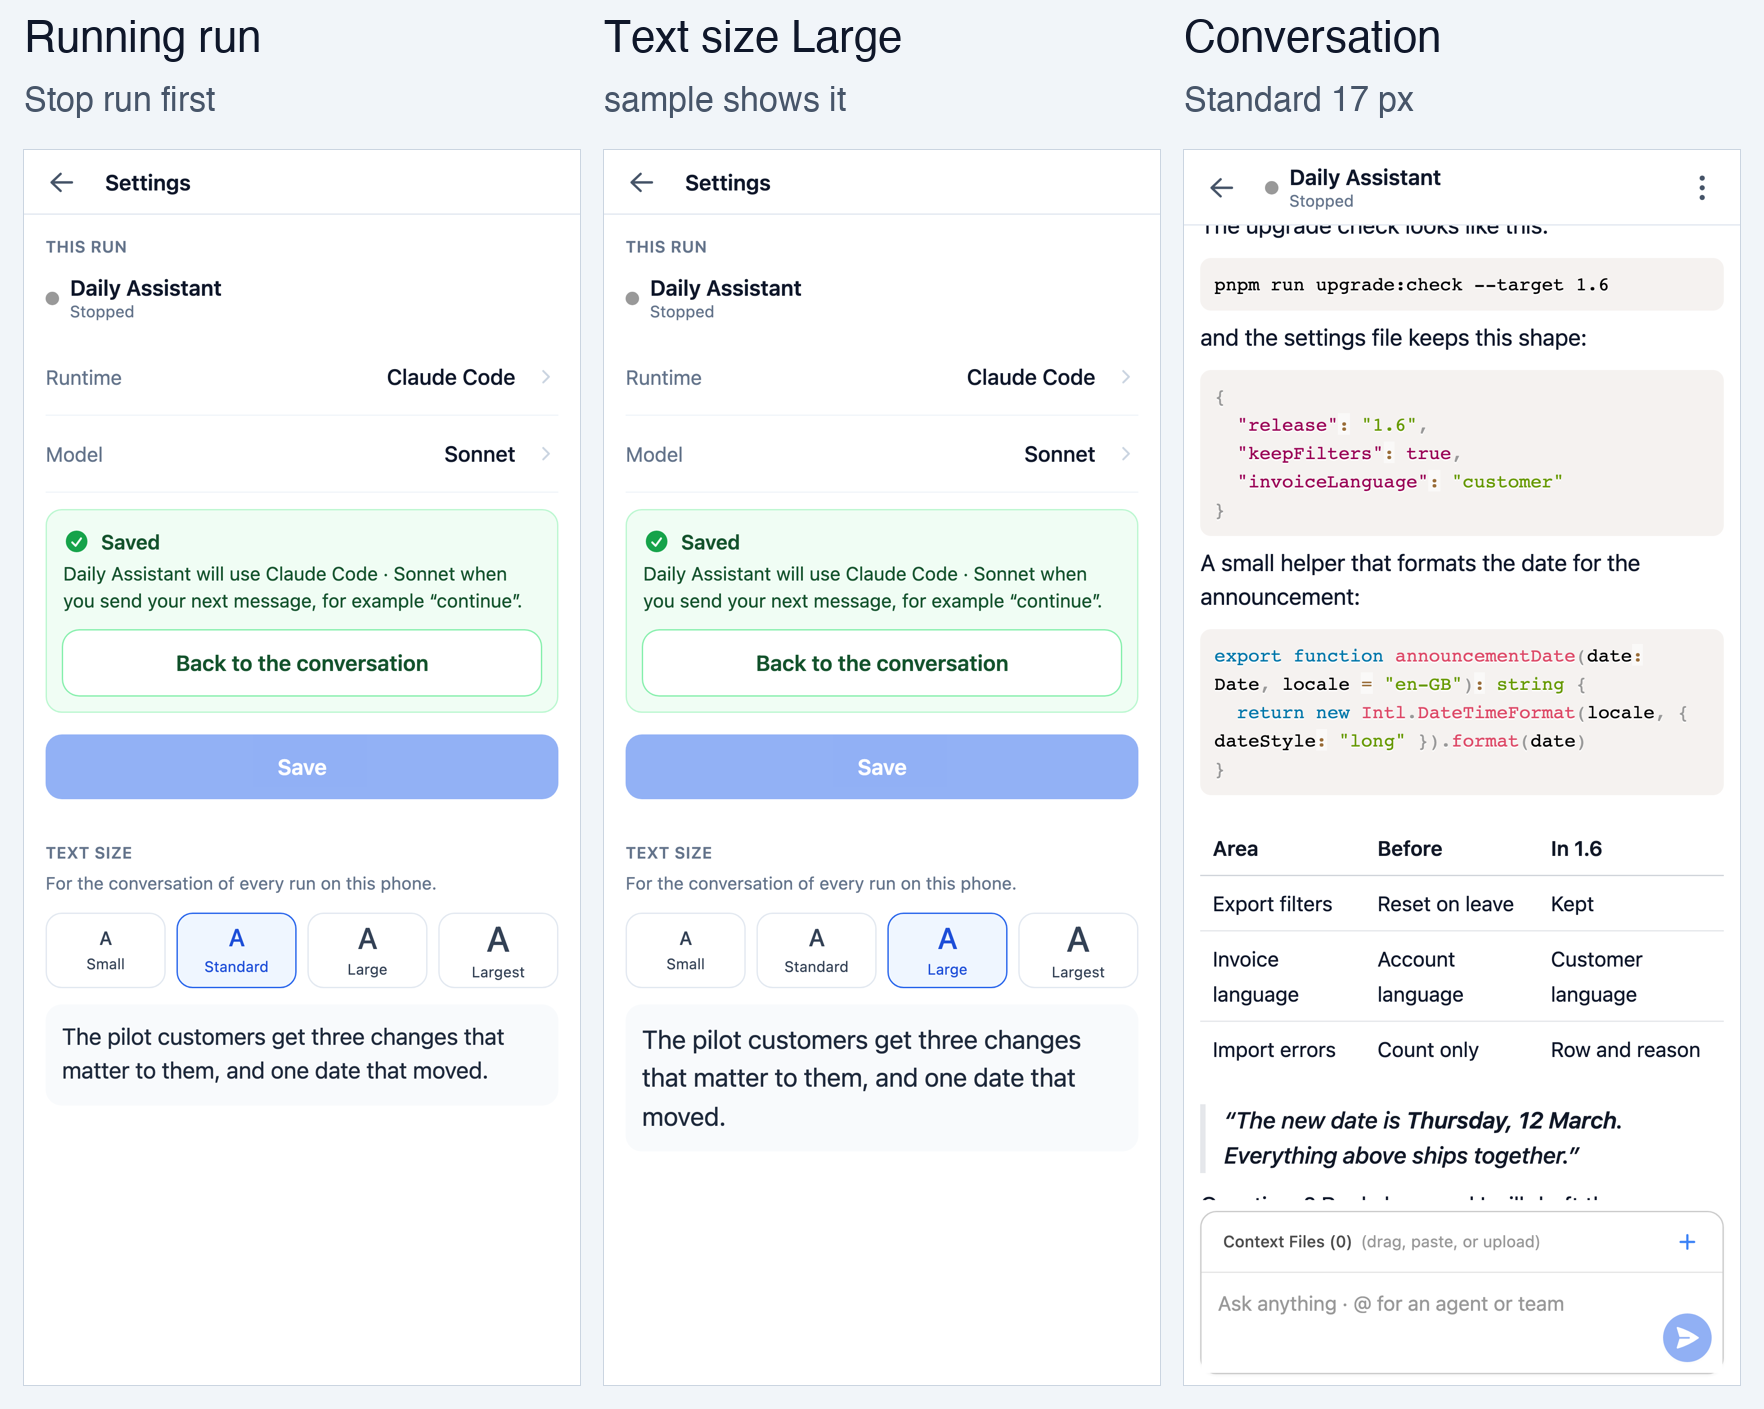 Running run
Stop run first
Settings
THIS RUN
Daily Assistant
Stopped
Runtime
Claude Code
Model
Sonnet
Saved
Daily Assistant will use Claude Code · Sonnet when
you send your next message, for example “continue”.
Back to the conversation
Save
TEXT SIZE
For the conversation of every run on this phone.
A
Small
A
Standard
A
Large
A
Largest
The pilot customers get three changes that
matter to them, and one date that moved.
Text size Large
sample shows it
Settings
THIS RUN
Daily Assistant
Stopped
Runtime
Claude Code
Model
Sonnet
Saved
Daily Assistant will use Claude Code · Sonnet when
you send your next message, for example “continue”.
Back to the conversation
Save
TEXT SIZE
For the conversation of every run on this phone.
A
Small
A
Standard
A
Large
A
Largest
The pilot customers get three changes
that matter to them, and one date that
moved.
Conversation
Standard 17 px
Daily Assistant
Stopped
The upgrade check looks like this:
pnpm run upgrade:check --target 1.6
and the settings file keeps this shape:
{
  "release": "1.6",
  "keepFilters": true,
  "invoiceLanguage": "customer"
}
A small helper that formats the date for the
announcement:
export function announcementDate(date:
Date, locale = "en-GB"): string {
  return new Intl.DateTimeFormat(locale, {
dateStyle: "long" }).format(date)
}
Area Before In 1.6
Export filters Reset on leave Kept
Invoice Account Customer
language language language
Import errors Count only Row and reason
“The new date is Thursday, 12 March.
Everything above ships together.”
Context Files (0) (drag, paste, or upload)
Ask anything · @ for an agent or team